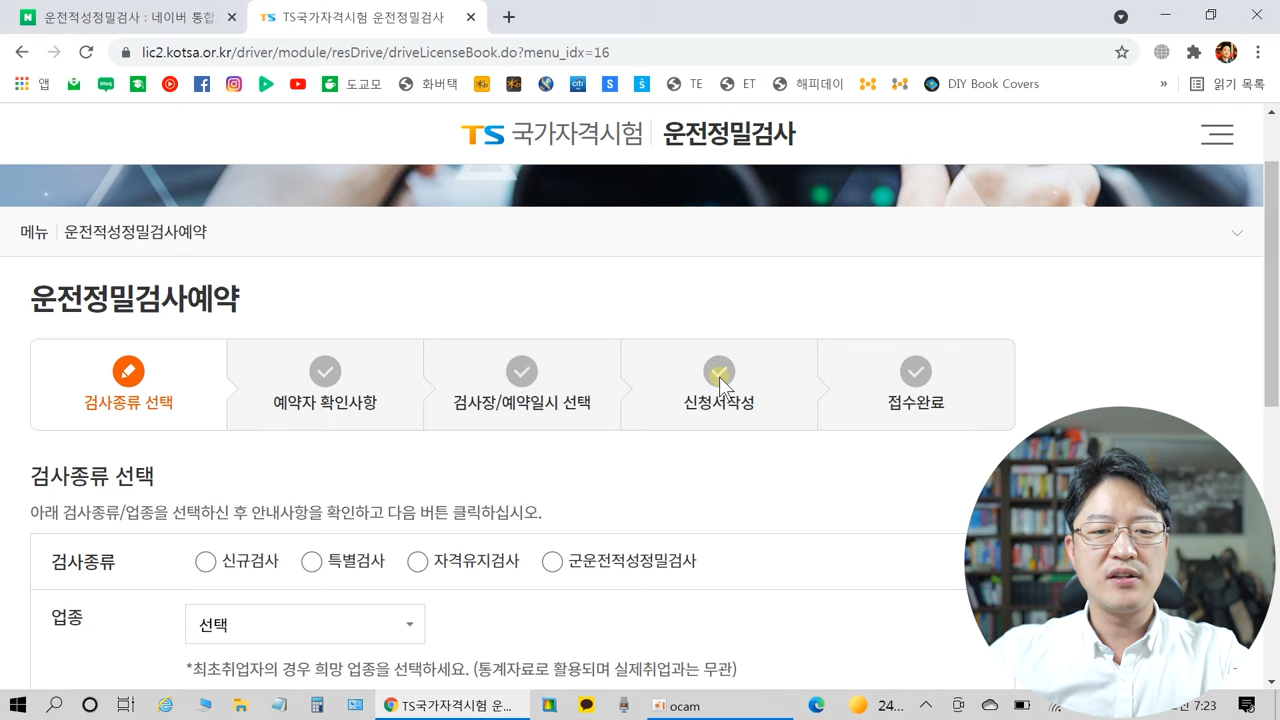 운전적성정밀검사 : 네이버 통합
TS국가자격시험 운전정밀검사
lic2.kotsa.or.kr/driver/module/resDrive/driveLicenseBook.do?menu_idx=16
앱
blog
도교모
화버택
citi
TE
ET
해피데이
DIY Book Covers
»
읽기 목록
TS 국가자격시험 운전정밀검사
메뉴 운전적성정밀검사예약
운전정밀검사예약
검사종류 선택
예약자 확인사항
검사장/예약일시 선택
신청서작성
접수완료
검사종류 선택
아래 검사종류/업종을 선택하신 후 안내사항을 확인하고 다음 버튼 클릭하십시오.
검사종류 신규검사 특별검사 자격유지검사 군운전적성정밀검사
업종 선택
*최초취업자의 경우 희망 업종을 선택하세요. (통계자료로 활용되며 실제취업과는 무관)
TS국가자격시험 운...
ocam
24...
7:23